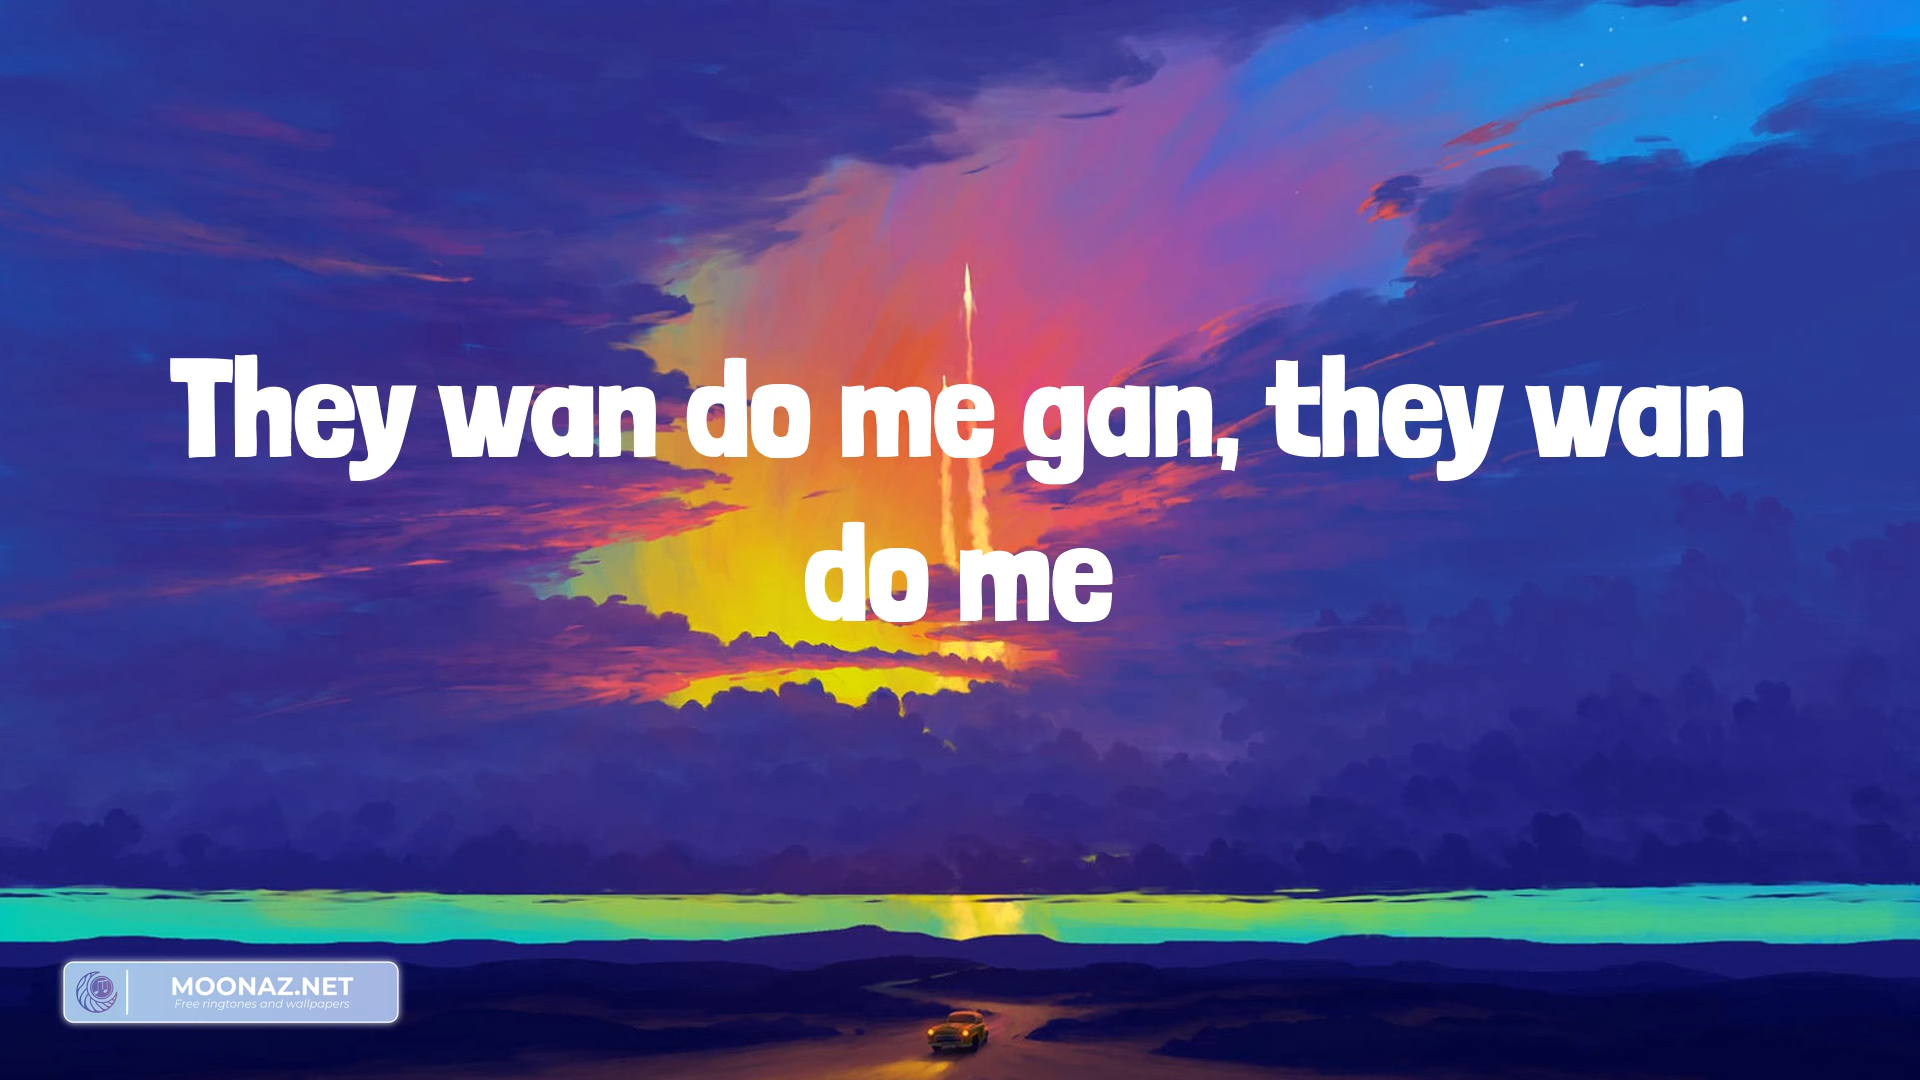 They wan do me gan, they wan
do me
MOONAZ.NET
Free ringtones and wallpapers